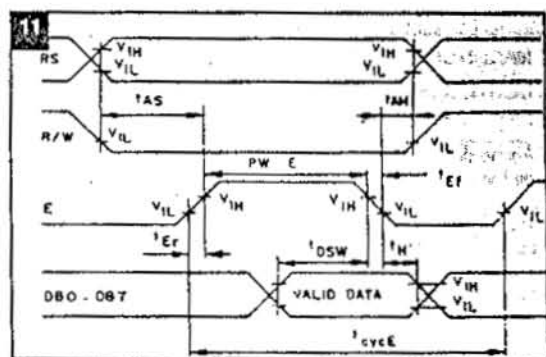 11
RS VIH VIH
VIL VIL
tAS tAH
R/W VIL VIL
PW E tEf
E VIL VIH VIH VIL VIL
tEr tDSW tH
DB0-DB7 VALID DATA VIH
VIL
tcycE